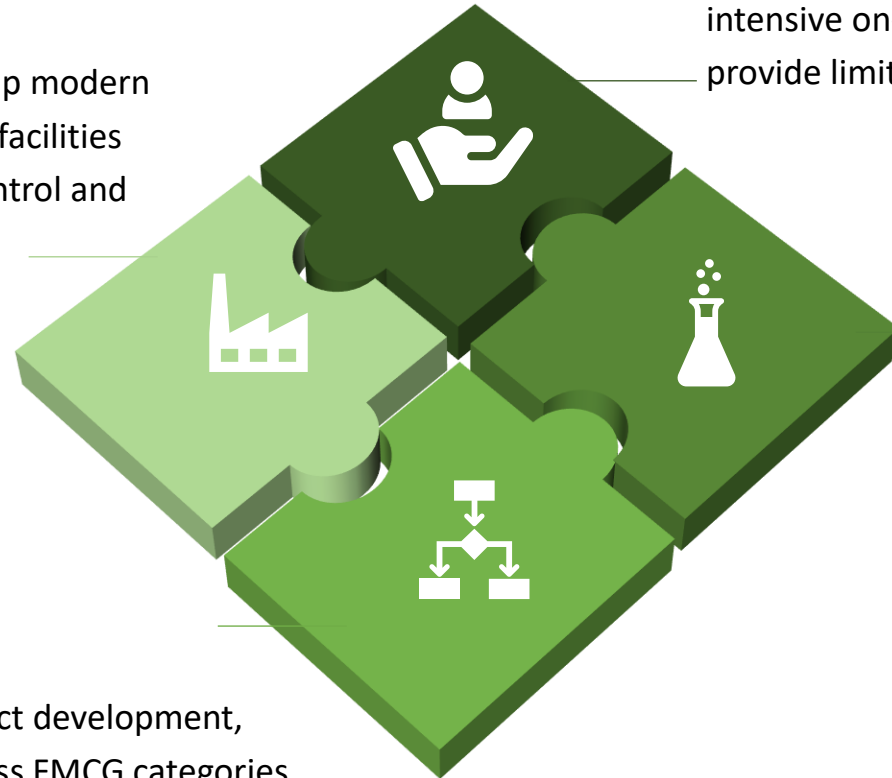 intensive on
provide limit
p modern
facilities
ntrol and
ct development,
ss FMCG categories